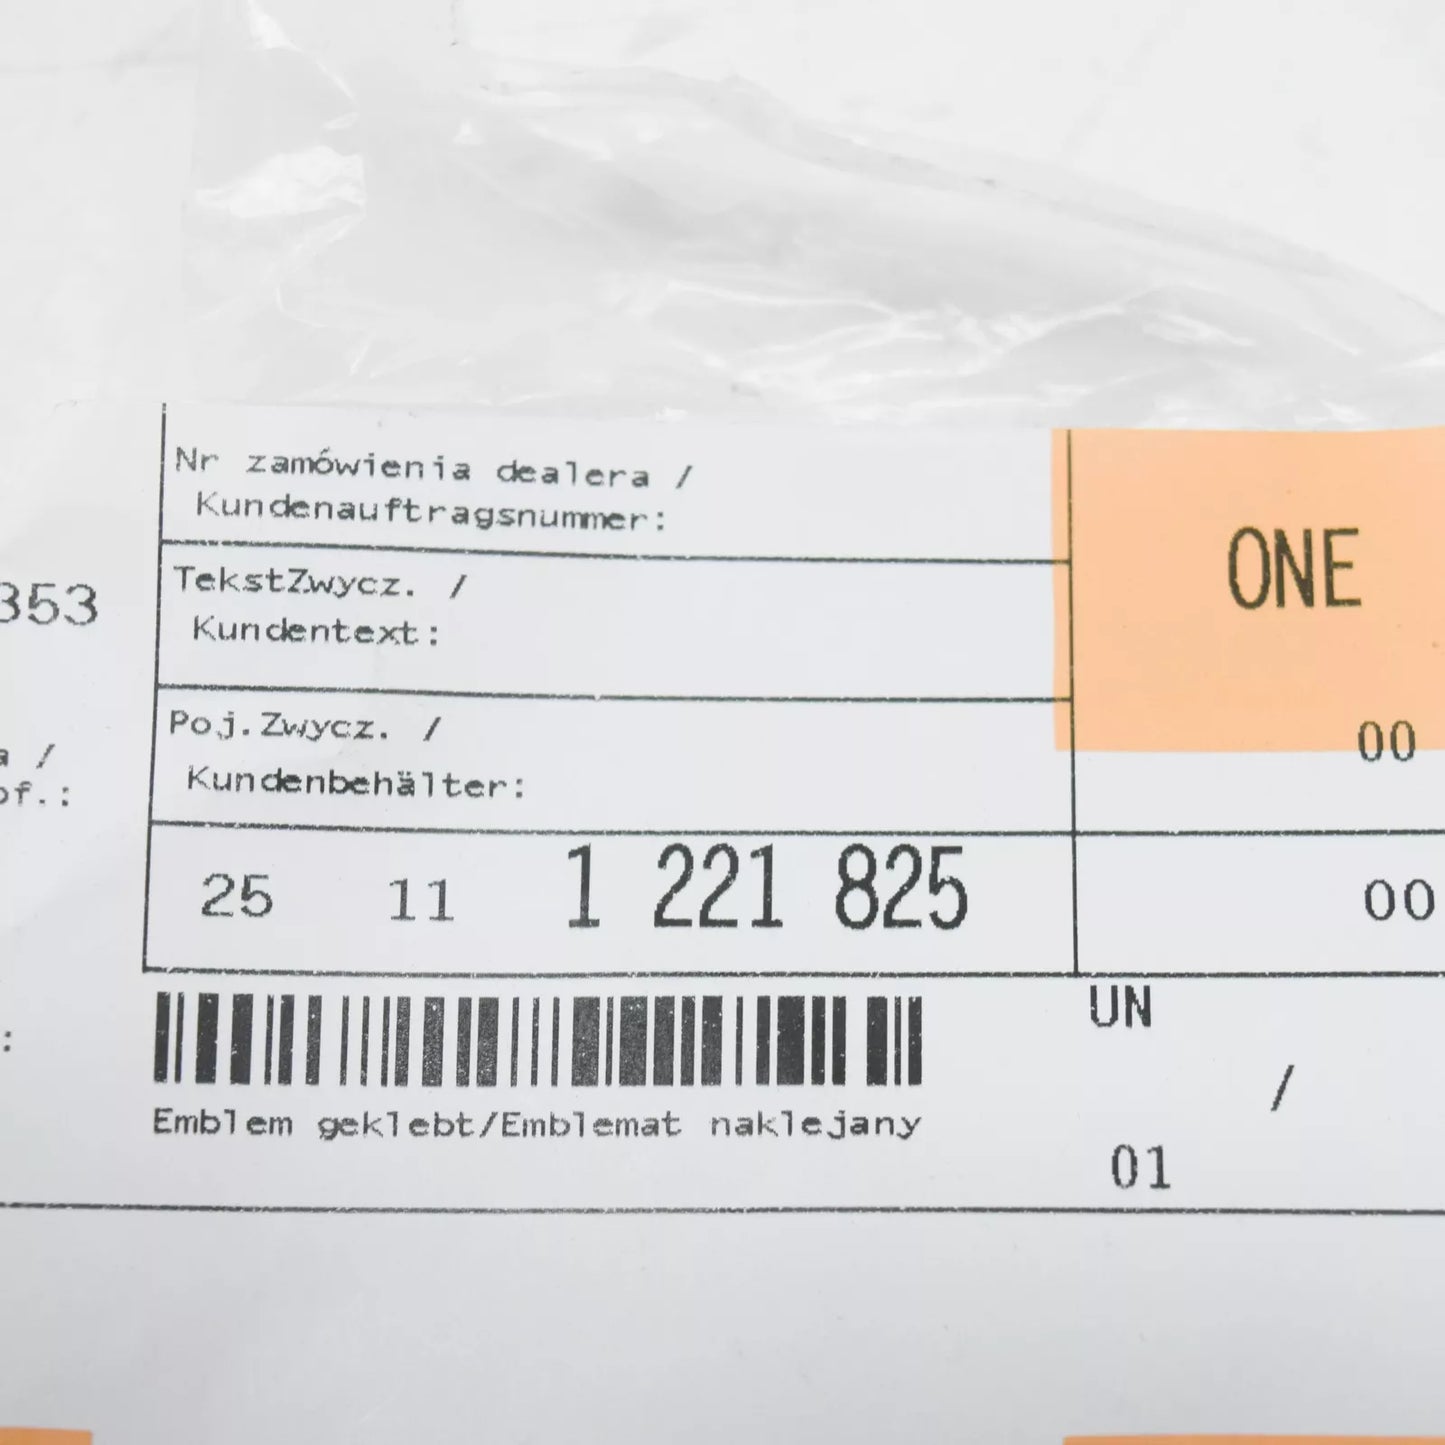 Nr zamówienia dealera /
Kundenauftragsnummer:
ONE
353
TekstZwycz. /
Kundentext:
Poj.Zwycz. /
00
a /
of.:
Kundenbehälter:
25 11 1 221 825 00
UN
:
/
Emblem geklebt/Emblemat naklejany
01